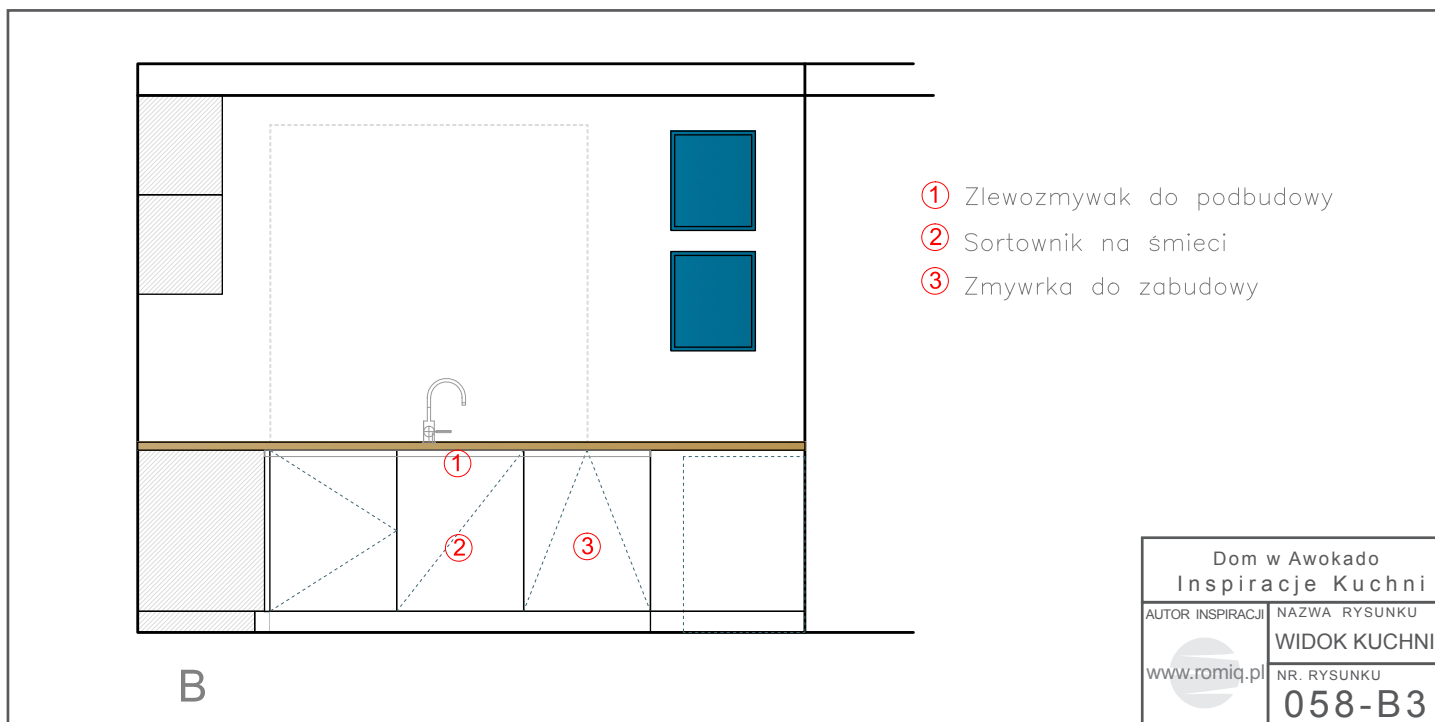 1 Zlewozmywak do podbudowy
2 Sortownik na śmieci
3 Zmywrka do zabudowy
1
2
3
B
Dom w Awokado
Inspiracje Kuchni
AUTOR INSPIRACJI
www.romiq.pl
NAZWA RYSUNKU
WIDOK KUCHNI
NR. RYSUNKU
058-B3